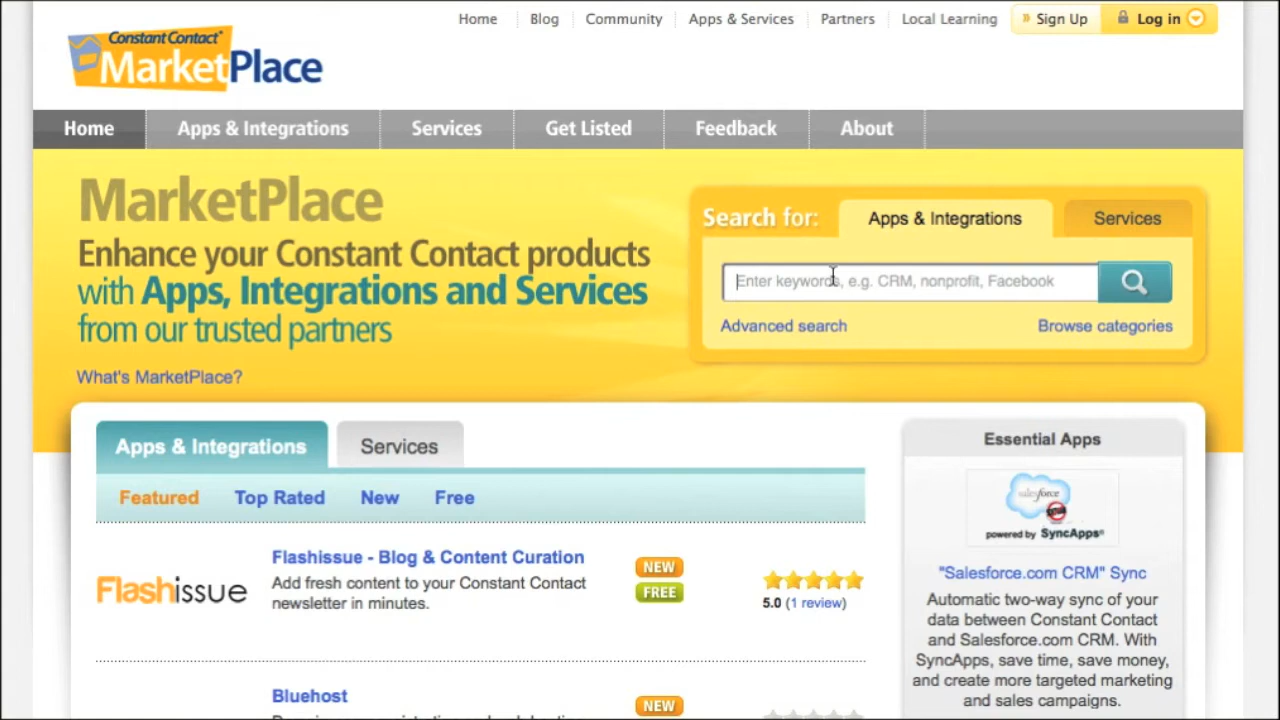 Home Blog Community Apps & Services Partners Local Learning » Sign Up Log in
Constant Contact®
MarketPlace
Home Apps & Integrations Services Get Listed Feedback About
MarketPlace
Enhance your Constant Contact products
with Apps, Integrations and Services
from our trusted partners
What's MarketPlace?
Search for: Apps & Integrations Services
Enter keywords, e.g. CRM, nonprofit, Facebook
Advanced search Browse categories
Apps & Integrations Services
Featured Top Rated New Free
Flashissue
Flashissue - Blog & Content Curation
Add fresh content to your Constant Contact
newsletter in minutes.
NEW
FREE
5.0 (1 review)
Bluehost
NEW
Essential Apps
salesforce
powered by SyncApps®
"Salesforce.com CRM" Sync
Automatic two-way sync of your
data between Constant Contact
and Salesforce.com CRM. With
SyncApps, save time, save money,
and create more targeted marketing
and sales campaigns.